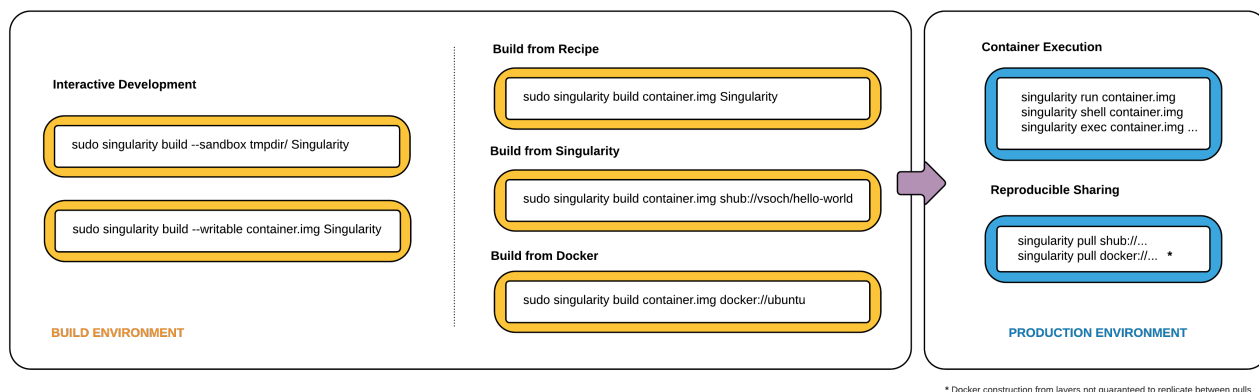 Interactive Development
sudo singularity build --sandbox tmpdir/ Singularity
sudo singularity build --writable container.img Singularity
BUILD ENVIRONMENT
Build from Recipe
sudo singularity build container.img Singularity
Build from Singularity
sudo singularity build container.img shub://vsoch/hello-world
Build from Docker
sudo singularity build container.img docker://ubuntu
Container Execution
singularity run container.img
singularity shell container.img
singularity exec container.img ...
Reproducible Sharing
singularity pull shub://...
singularity pull docker://... *
PRODUCTION ENVIRONMENT
* Docker construction from layers not guaranteed to replicate between pulls